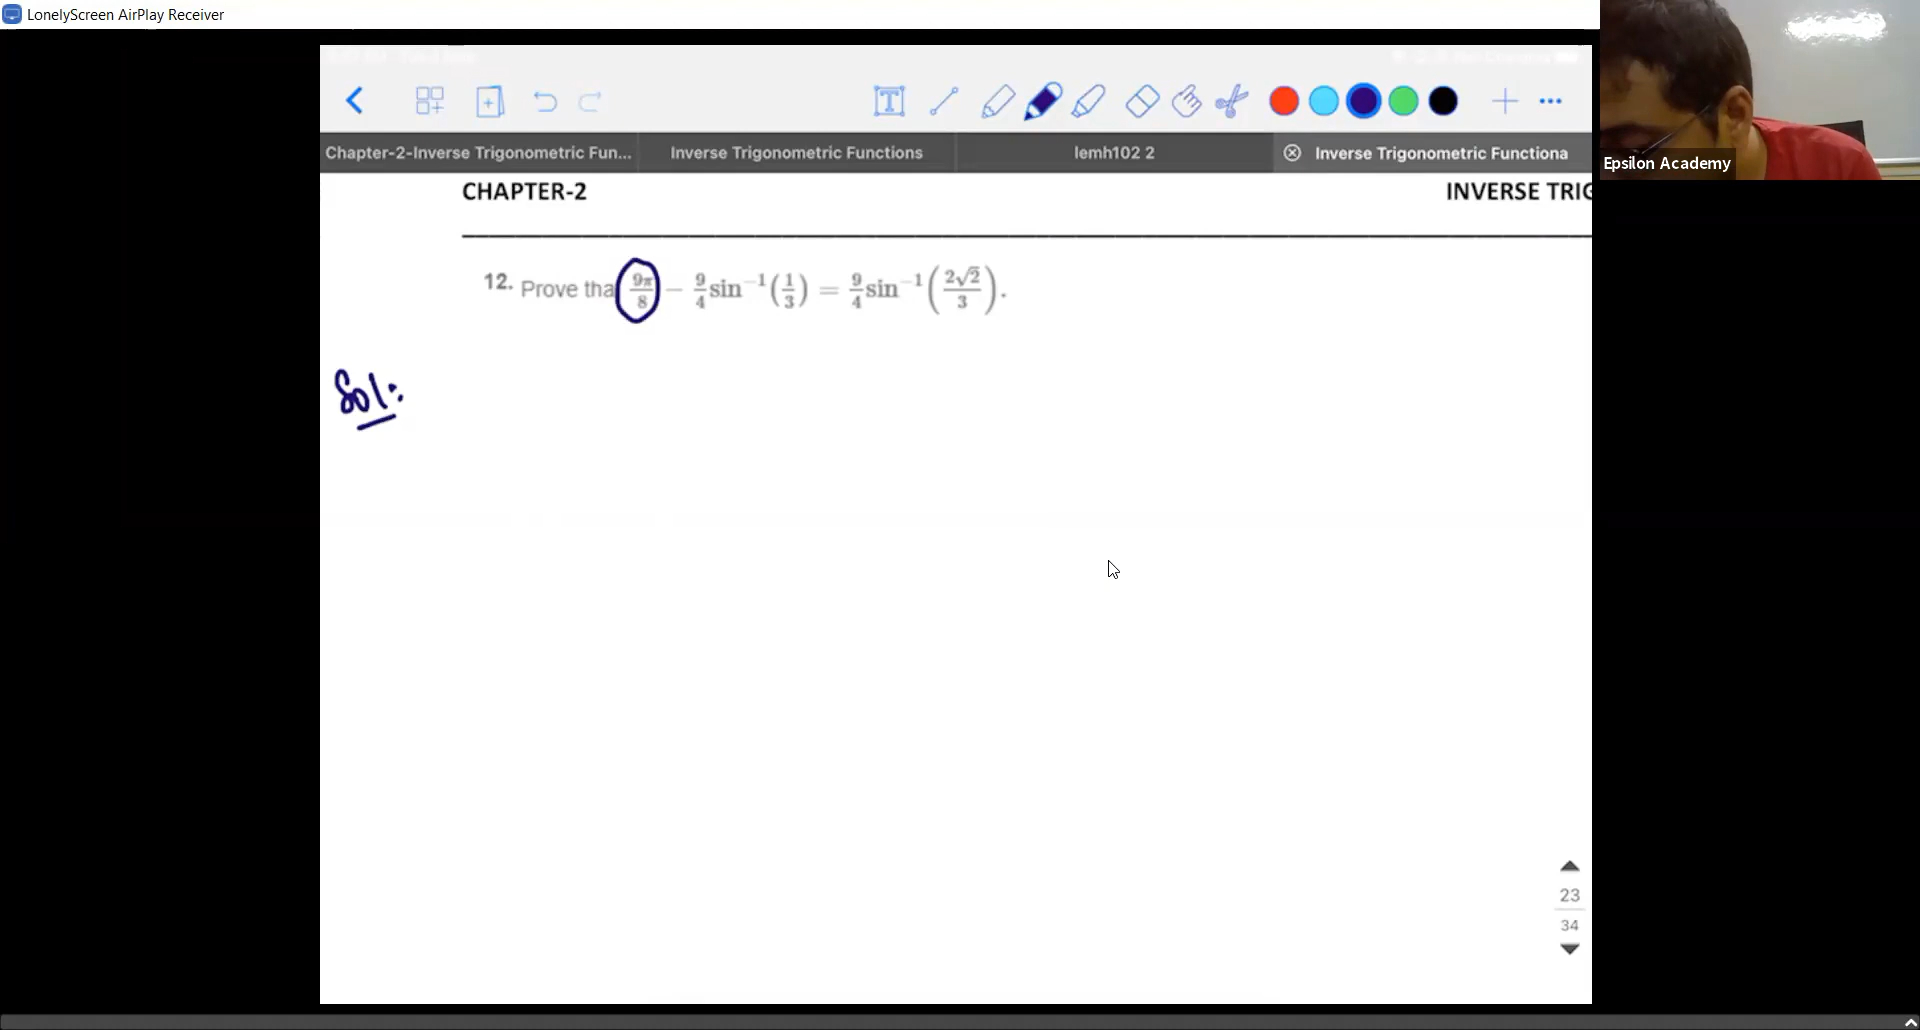 LonelyScreen AirPlay Receiver
Epsilon Academy
Chapter-2-Inverse Trigonometric Fun... Inverse Trigonometric Functions lemh102 2 Inverse Trigonometric Functiona
CHAPTER-2 INVERSE TRIG
12. Prove tha 9π/8 − 9/4 sin⁻¹(1/3) = 9/4 sin⁻¹(2√2/3).
Sol:
23
34